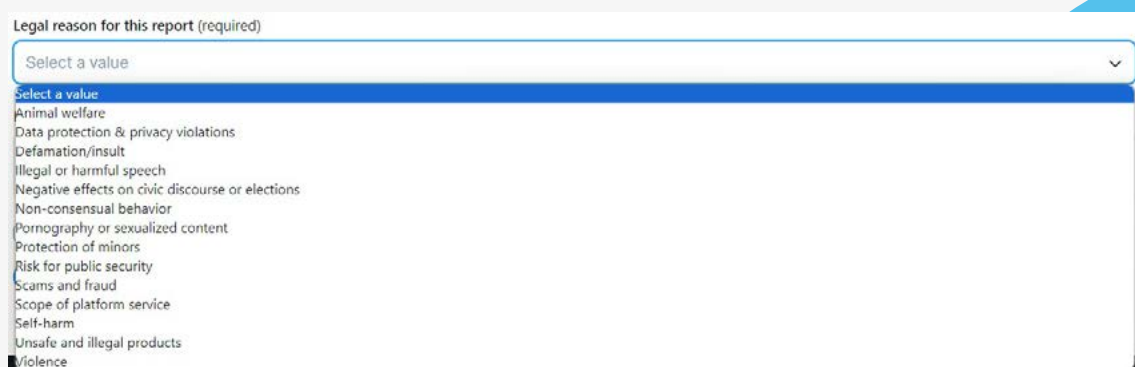 Legal reason for this report (required)
Select a value
Select a value
Animal welfare
Data protection & privacy violations
Defamation/insult
Illegal or harmful speech
Negative effects on civic discourse or elections
Non-consensual behavior
Pornography or sexualized content
Protection of minors
Risk for public security
Scams and fraud
Scope of platform service
Self-harm
Unsafe and illegal products
Violence